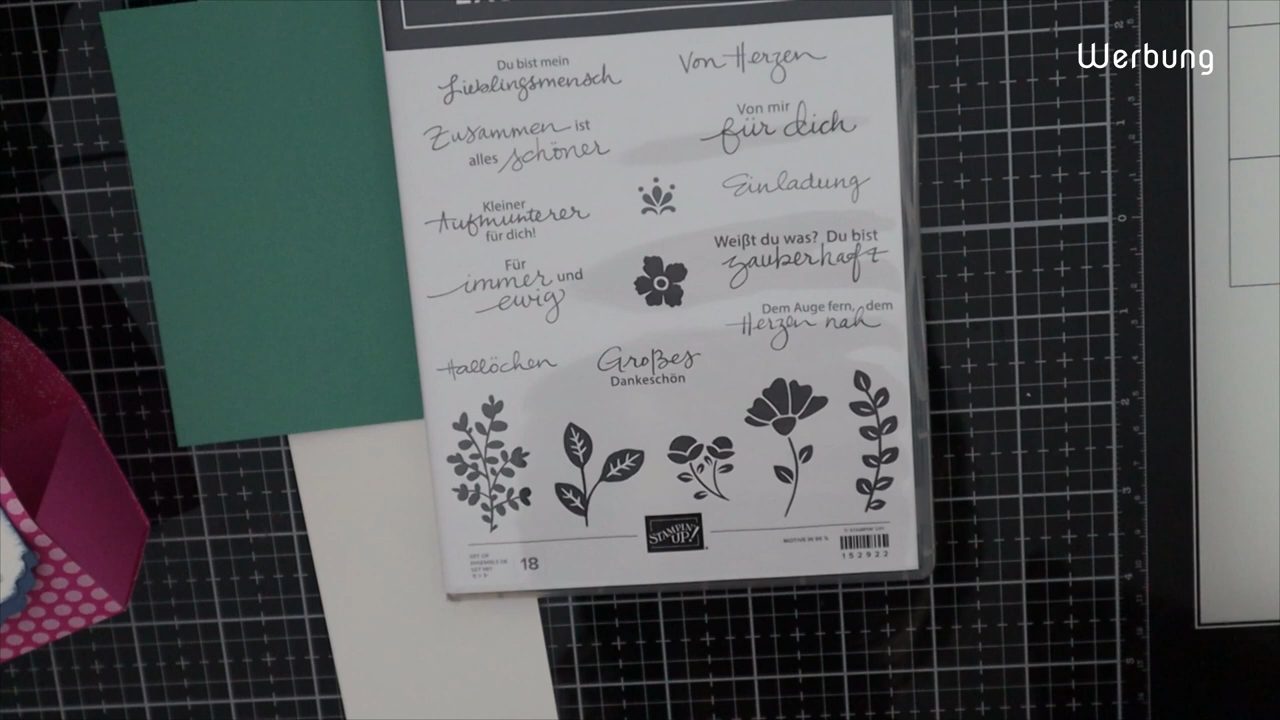 Werbung
Du bist mein
Lieblingsmensch
Von Herzen
Zusammen ist
alles schöner
Von mir
für dich
Einladung
Kleiner
Aufmunterer
für dich!
Weißt du was? Du bist
zauberhaft
Für
immer und
ewig
Dem Auge fern, dem
Herzen nah
Hallöchen
Großes
Dankeschön
STAMPIN'
UP!
SET OF
18
152922